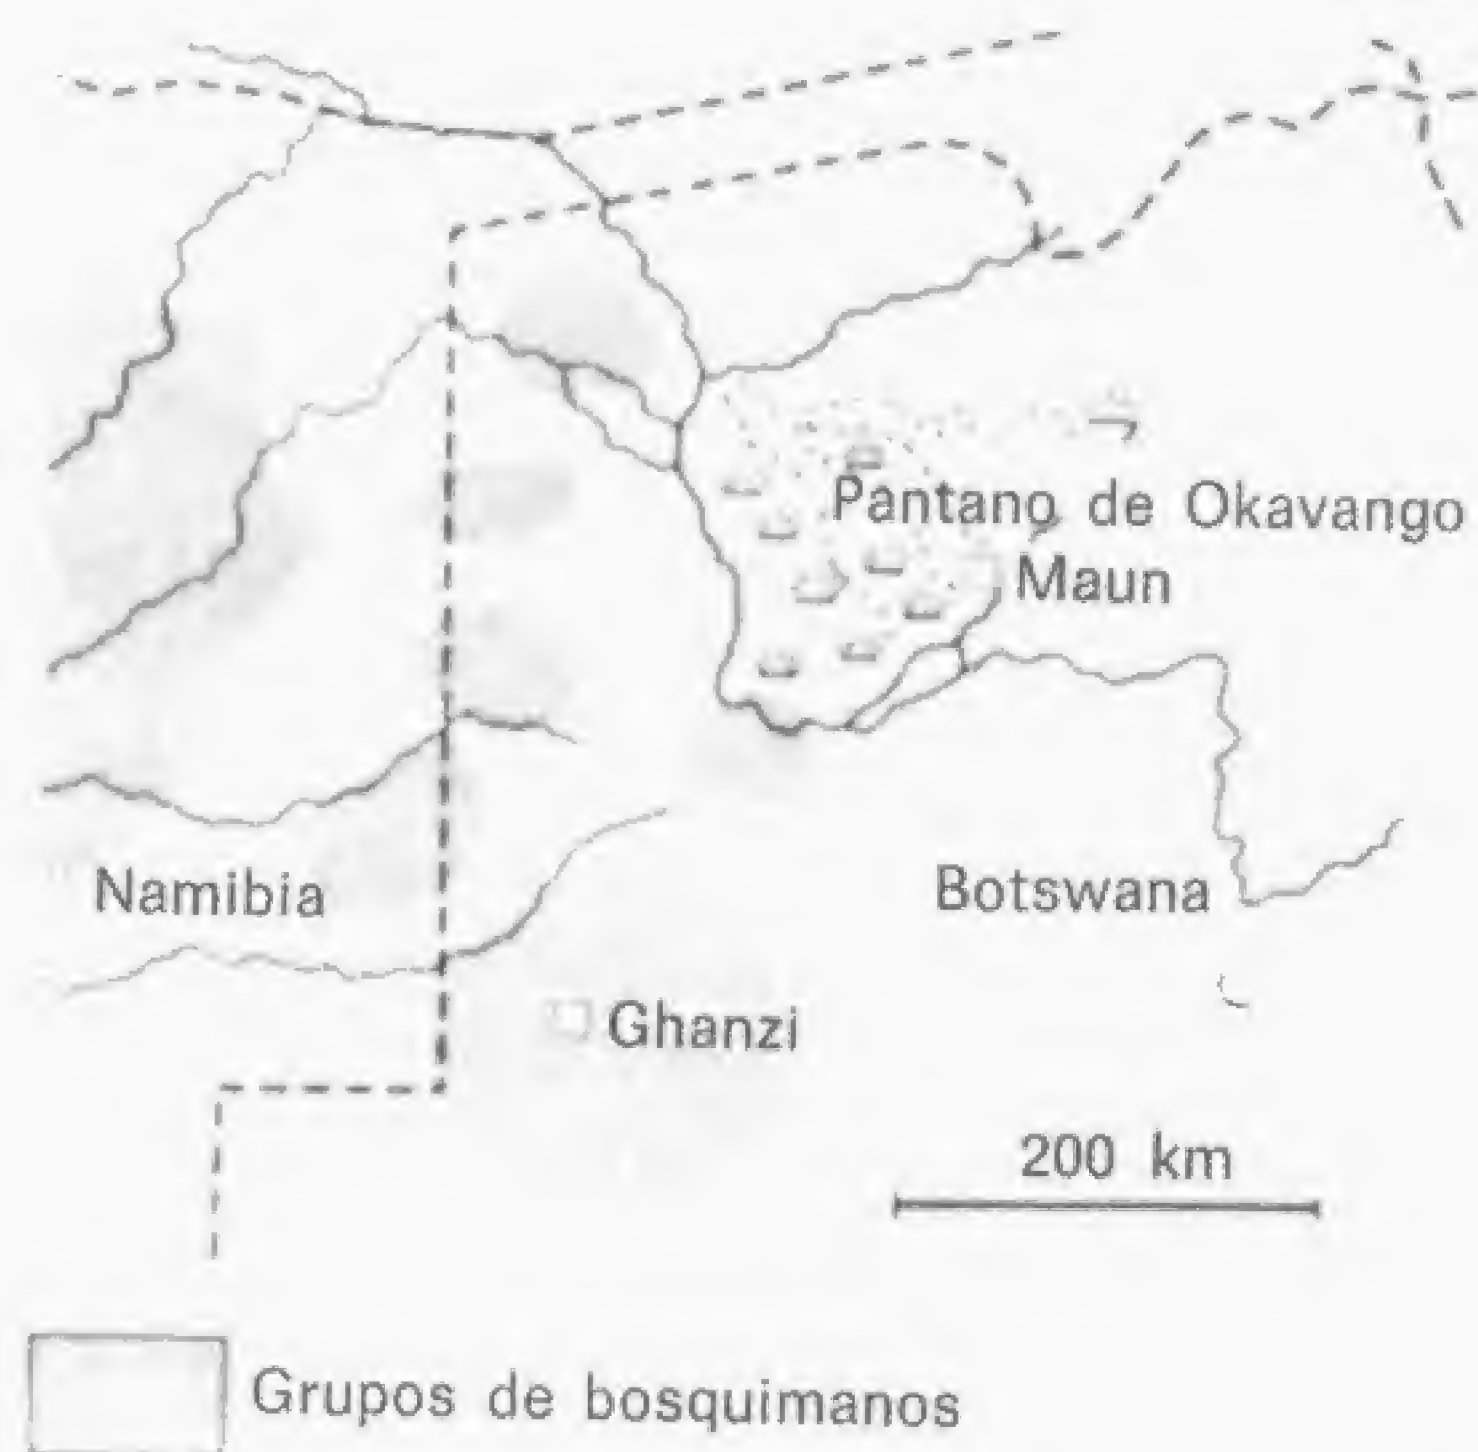 Pantano de Okavango
Maun
Namibia
Botswana
Ghanzi
200 km
Grupos de bosquimanos